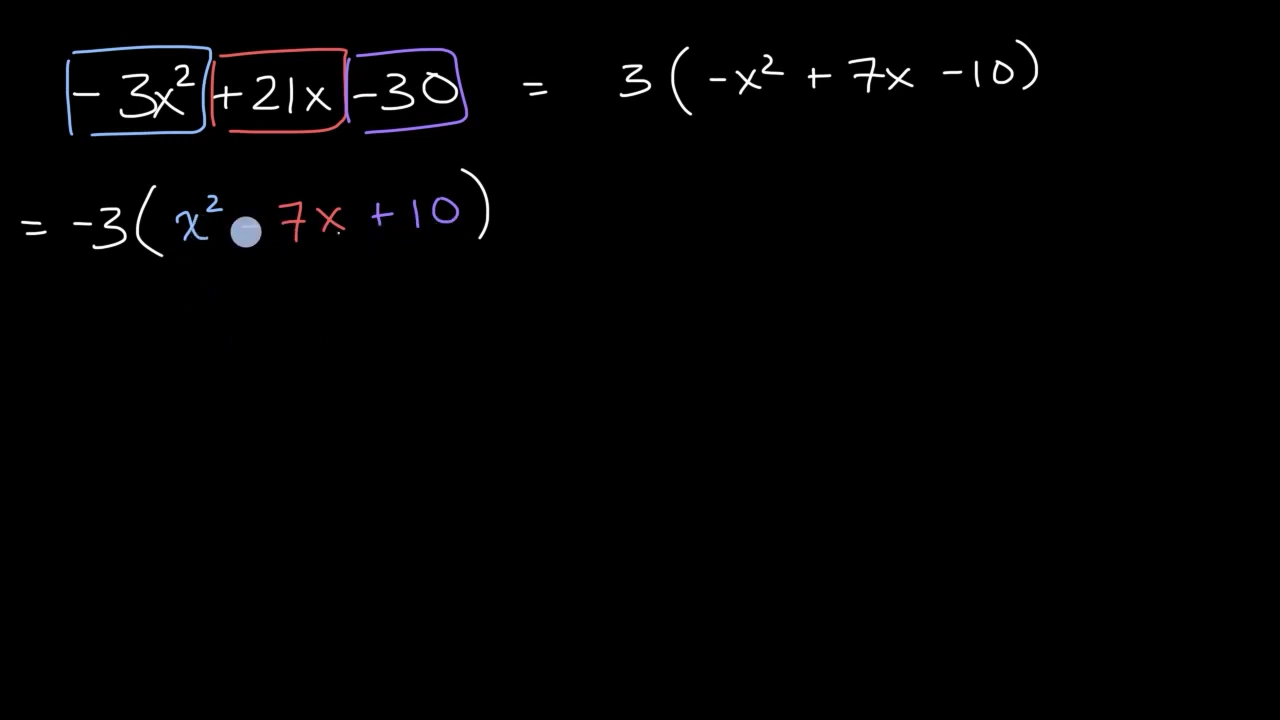 -3x² +21x -30 = 3(-x² + 7x -10)
= -3(x² - 7x +10)